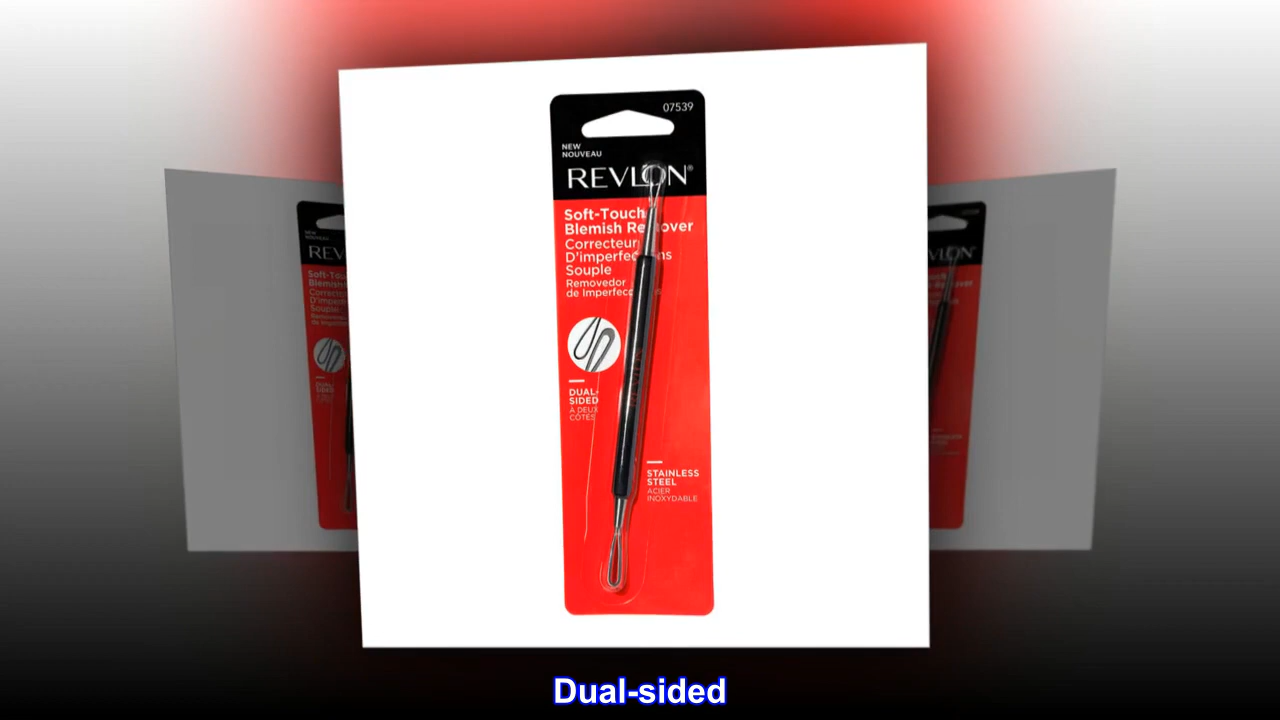 07539
NEW
NOUVEAU
REVLON®
Soft-Touch
Blemish Remover
Correcteur
D'imperfections
Souple
Removedor
de Imperfec
DUAL-
SIDED
À DEUX
CÔTÉS
STAINLESS
STEEL
ACIER
INOXYDABLE
REVLON
Dual-sided